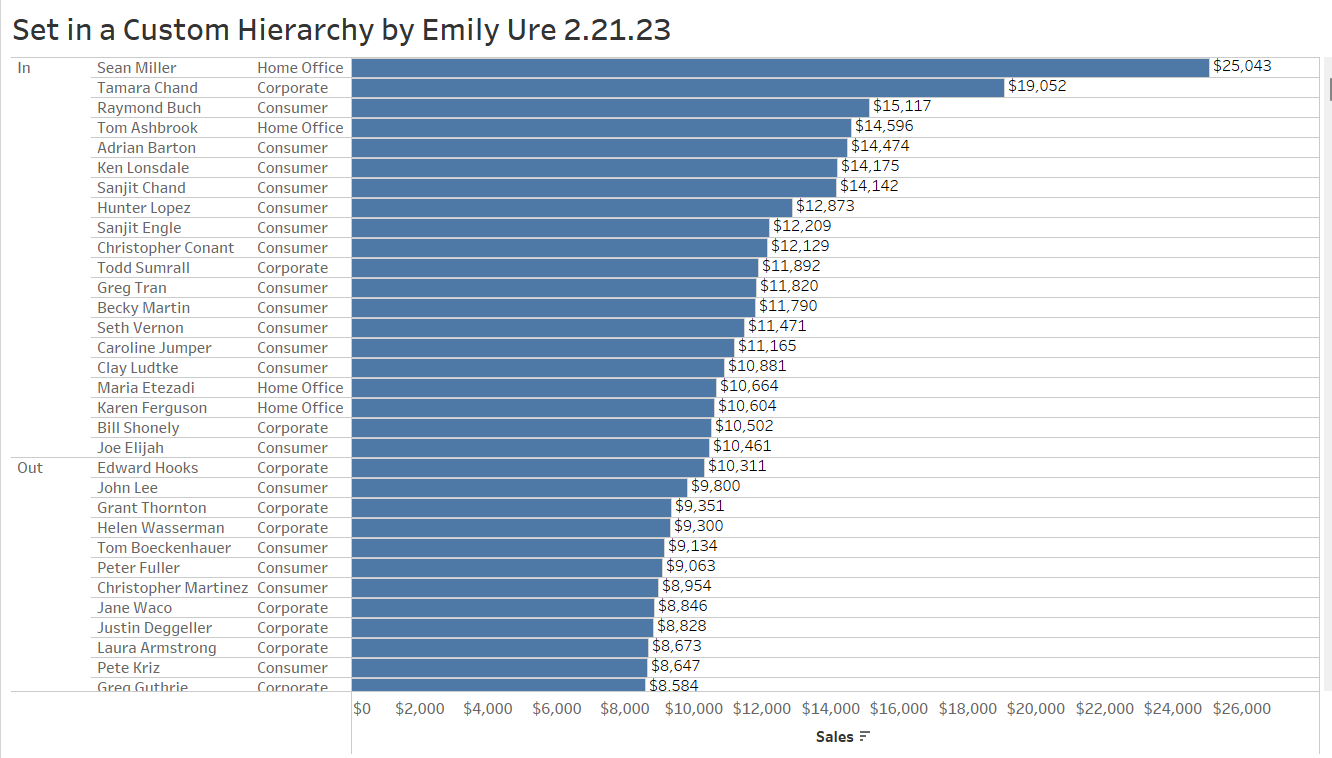 Set in a Custom Hierarchy by Emily Ure 2.21.23
In Sean Miller Home Office $25,043
Tamara Chand Corporate $19,052
Raymond Buch Consumer $15,117
Tom Ashbrook Home Office $14,596
Adrian Barton Consumer $14,474
Ken Lonsdale Consumer $14,175
Sanjit Chand Consumer $14,142
Hunter Lopez Consumer $12,873
Sanjit Engle Consumer $12,209
Christopher Conant Consumer $12,129
Todd Sumrall Corporate $11,892
Greg Tran Consumer $11,820
Becky Martin Consumer $11,790
Seth Vernon Consumer $11,471
Caroline Jumper Consumer $11,165
Clay Ludtke Consumer $10,881
Maria Etezadi Home Office $10,664
Karen Ferguson Home Office $10,604
Bill Shonely Corporate $10,502
Joe Elijah Consumer $10,461
Out Edward Hooks Corporate $10,311
John Lee Consumer $9,800
Grant Thornton Corporate $9,351
Helen Wasserman Corporate $9,300
Tom Boeckenhauer Consumer $9,134
Peter Fuller Consumer $9,063
Christopher Martinez Consumer $8,954
Jane Waco Corporate $8,846
Justin Deggeller Corporate $8,828
Laura Armstrong Corporate $8,673
Pete Kriz Consumer $8,647
Greg Guthrie Corporate $8,584
$0 $2,000 $4,000 $6,000 $8,000 $10,000 $12,000 $14,000 $16,000 $18,000 $20,000 $22,000 $24,000 $26,000
Sales